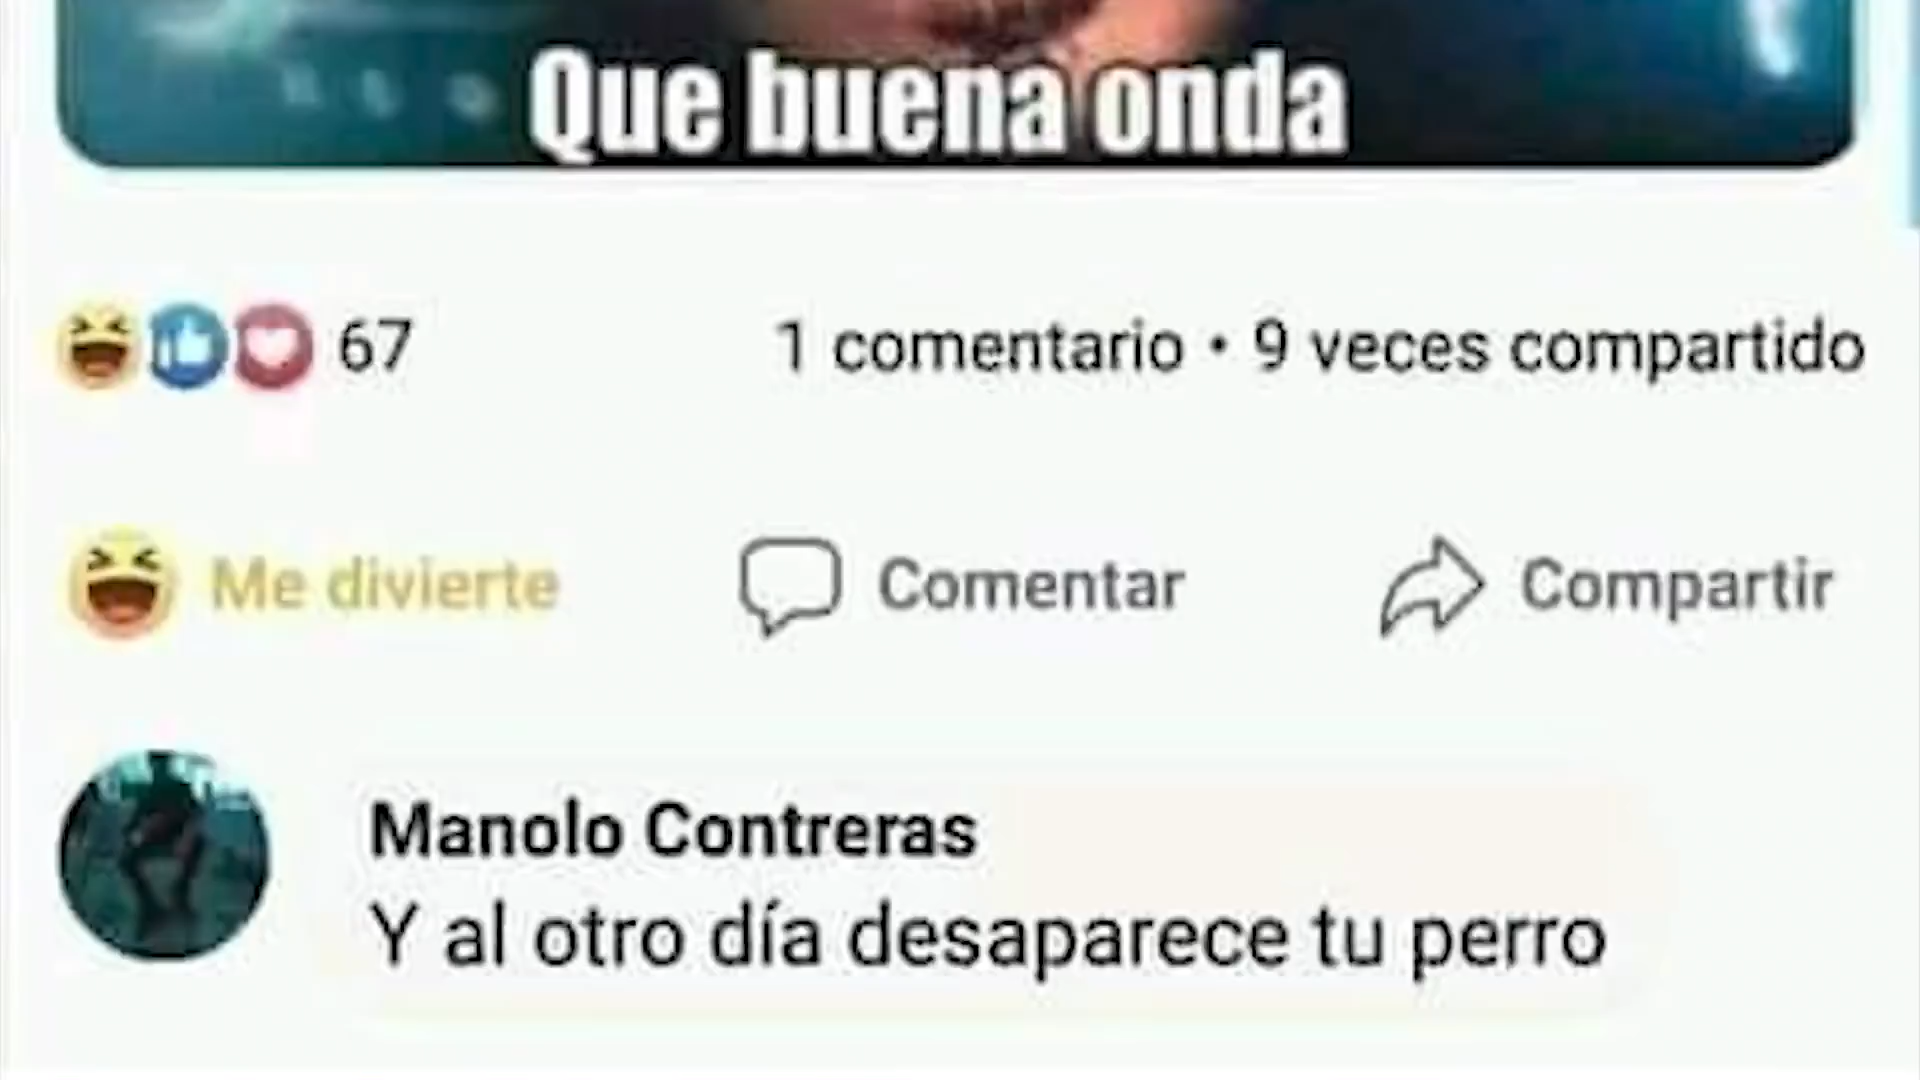 Que buena onda
67
1 comentario • 9 veces compartido
Me divierte
Comentar
Compartir
Manolo Contreras
Y al otro día desaparece tu perro